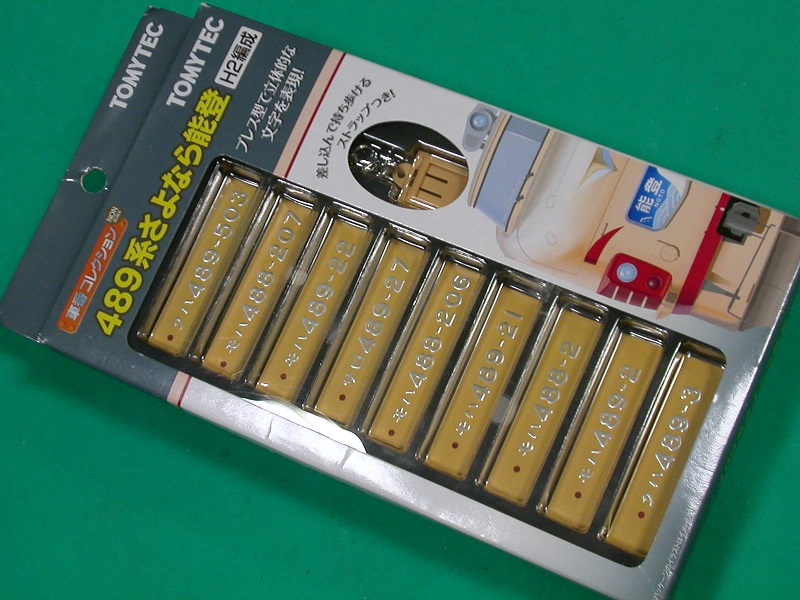 TOMYTEC
TOMYTEC
H2編成
車番コレクション
489系さよなら能登
プレス型で立体的な
文字を表現!
差し込んで持ち歩ける
ストラップつき!
能登
NOTO
クハ489-503
モハ488-207
モハ489-22
サロ489-27
モハ488-206
モハ489-21
モハ488-2
モハ489-2
クハ489-3